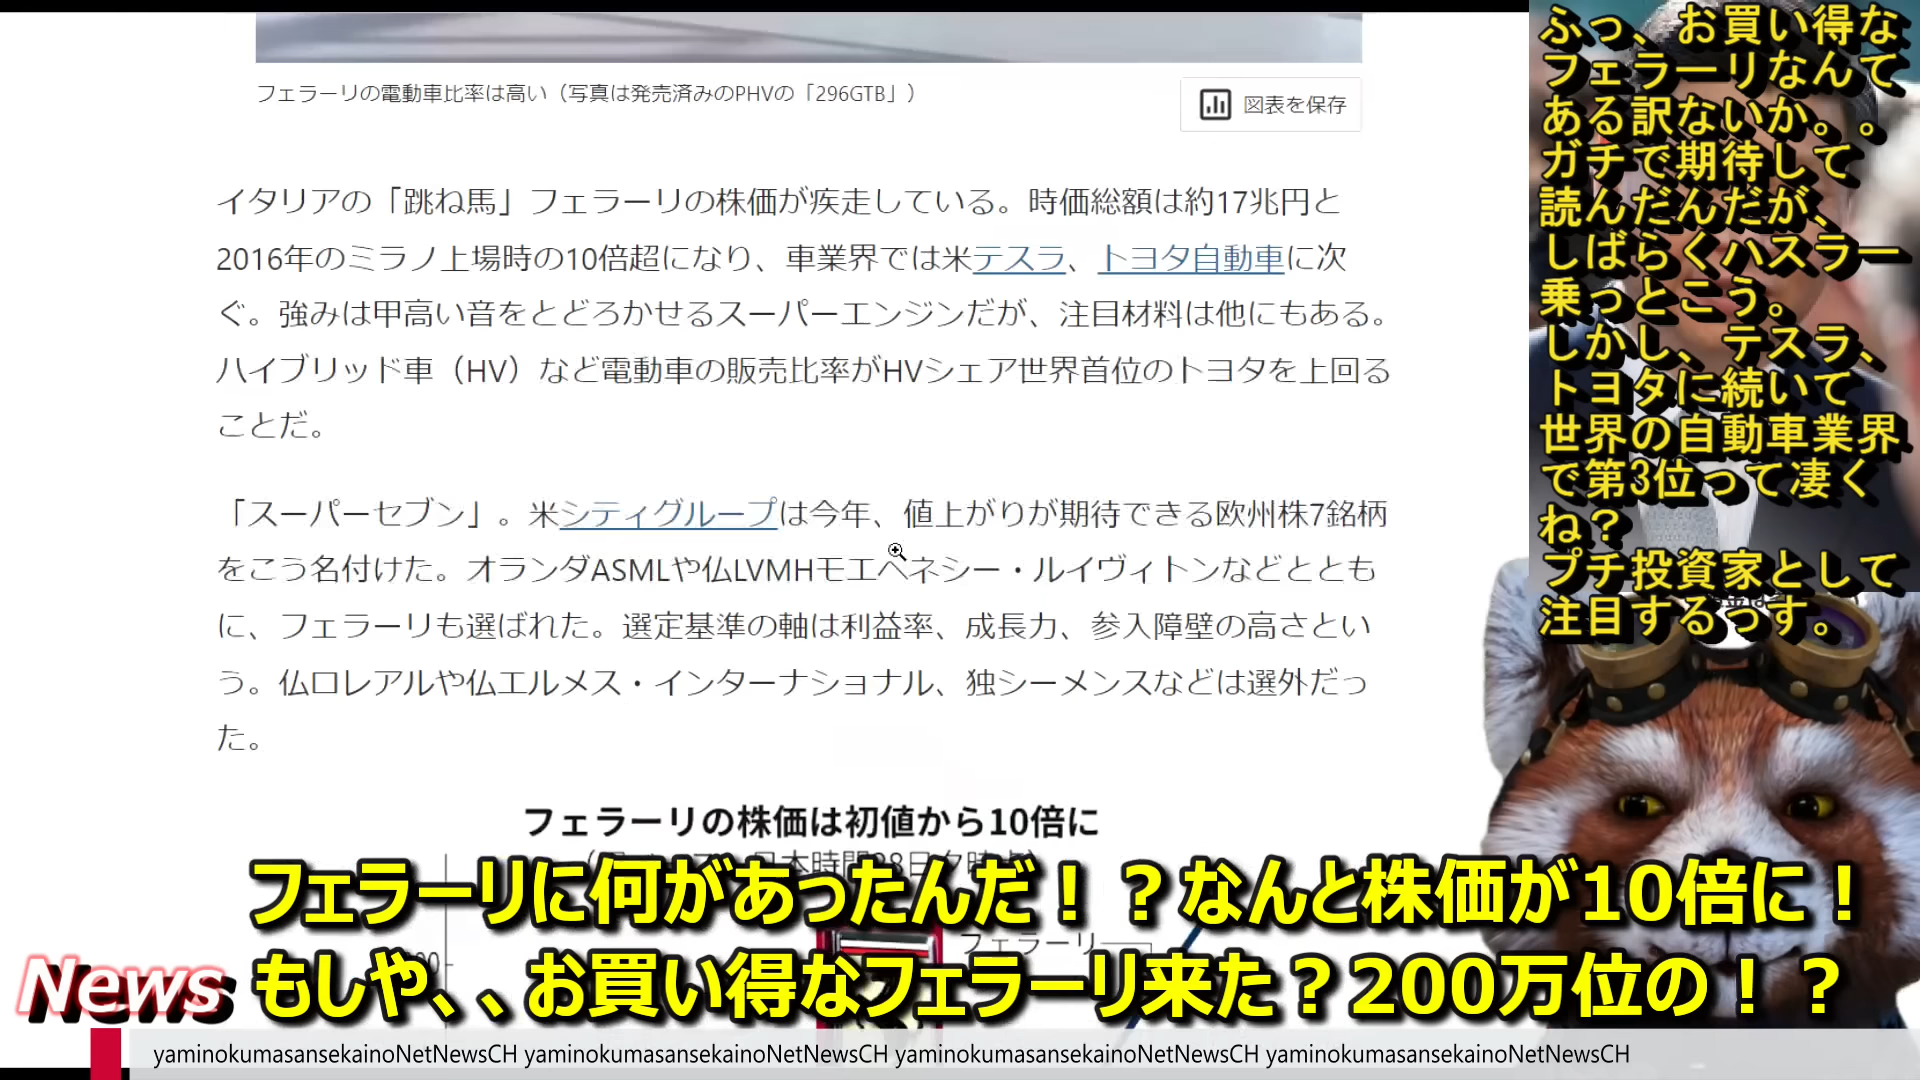 フェラーリの電動車比率は高い（写真は発売済みのPHVの「296GTB」）
図表を保存
イタリアの「跳ね馬」フェラーリの株価が疾走している。時価総額は約17兆円と
2016年のミラノ上場時の10倍超になり、車業界では米テスラ、トヨタ自動車に次
ぐ。強みは甲高い音をとどろかせるスーパーエンジンだが、注目材料は他にもある。
ハイブリッド車（HV）など電動車の販売比率がHVシェア世界首位のトヨタを上回る
ことだ。
「スーパーセブン」。米シティグループは今年、値上がりが期待できる欧州株7銘柄
をこう名付けた。オランダASMLや仏LVMHモエヘネシー・ルイヴィトンなどととも
に、フェラーリも選ばれた。選定基準の軸は利益率、成長力、参入障壁の高さとい
う。仏ロレアルや仏エルメス・インターナショナル、独シーメンスなどは選外だっ
た。
フェラーリの株価は初値から10倍に
フェラーリ
ふっ、お買い得な
フェラーリなんて
ある訳ないか。。
ガチで期待して
読んだんだが、
しばらくハスラー
乗っとこう。
しかし、テスラ、
トヨタに続いて
世界の自動車業界
で第3位って凄く
ね？
プチ投資家として
注目するっす。
フェラーリに何があったんだ！？なんと株価が10倍に！
もしや、、お買い得なフェラーリ来た？200万位の！？
News
yaminokumasansekainoNetNewsCH yaminokumasansekainoNetNewsCH yaminokumasansekainoNetNewsCH yaminokumasansekainoNetNewsCH